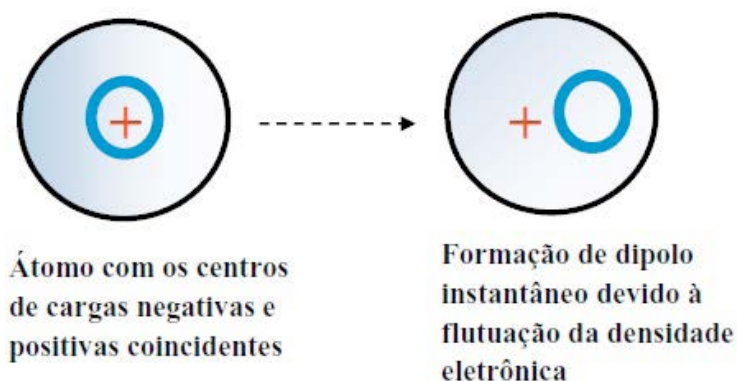 Átomo com os centros
de cargas negativas e
positivas coincidentes
Formação de dipolo
instantâneo devido à
flutuação da densidade
eletrônica